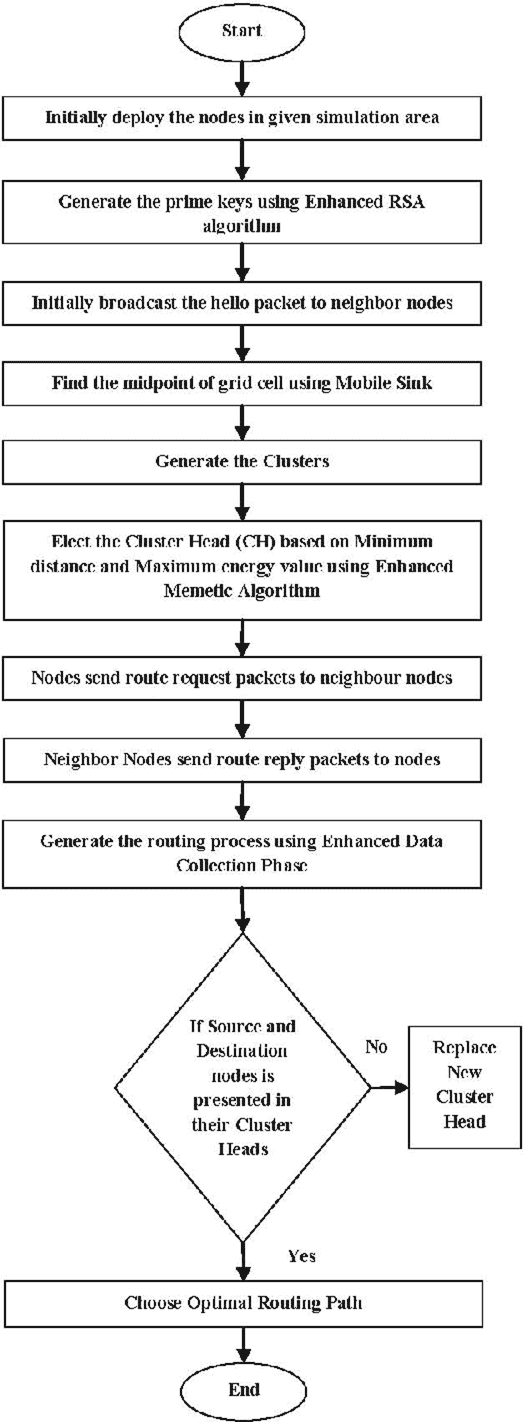 Start
Initially deploy the nodes in given simulation area
Generate the prime keys using Enhanced RSA
algorithm
Initially broadcast the hello packet to neighbor nodes
Find the midpoint of grid cell using Mobile Sink
Generate the Clusters
Elect the Cluster Head (CH) based on Minimum
distance and Maximum energy value using Enhanced
Memetic Algorithm
Nodes send route request packets to neighbour nodes
Neighbor Nodes send route reply packets to nodes
Generate the routing process using Enhanced Data
Collection Phase
If Source and
Destination
nodes is
presented in
their Cluster
Heads
No
Replace
New
Cluster
Head
Yes
Choose Optimal Routing Path
End